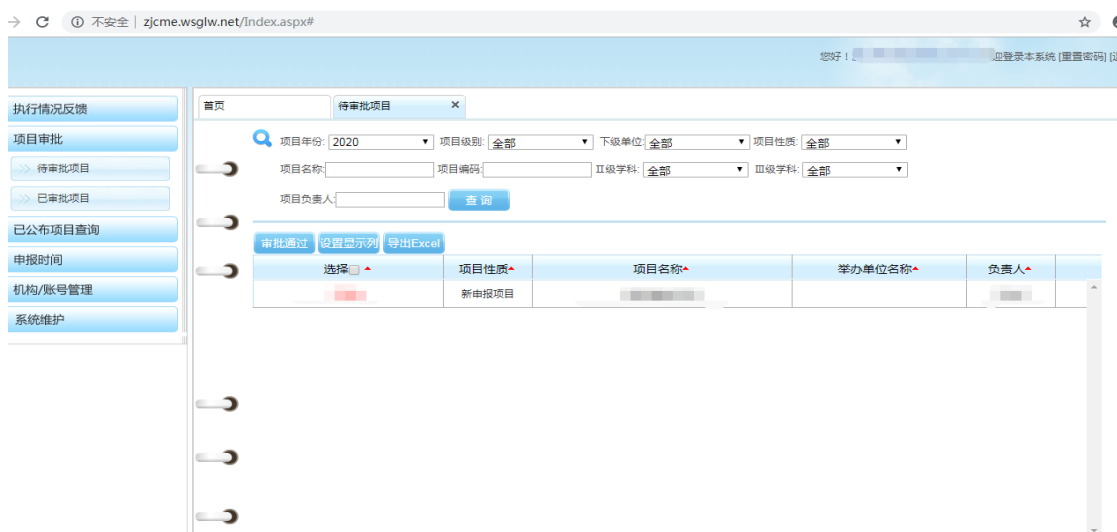 不安全 | zjcme.wsglw.net/Index.aspx#
您好！ 迎登录本系统 [重置密码]
执行情况反馈
项目审批
待审批项目
已审批项目
已公布项目查询
申报时间
机构/账号管理
系统维护
首页 待审批项目 ×
项目年份: 2020 项目级别: 全部 下级单位: 全部 项目性质: 全部
项目名称: 项目编码: II级学科: 全部 III级学科: 全部
项目负责人: 查 询
审批通过 设置显示列 导出Excel
选择 项目性质 项目名称 举办单位名称 负责人
新申报项目